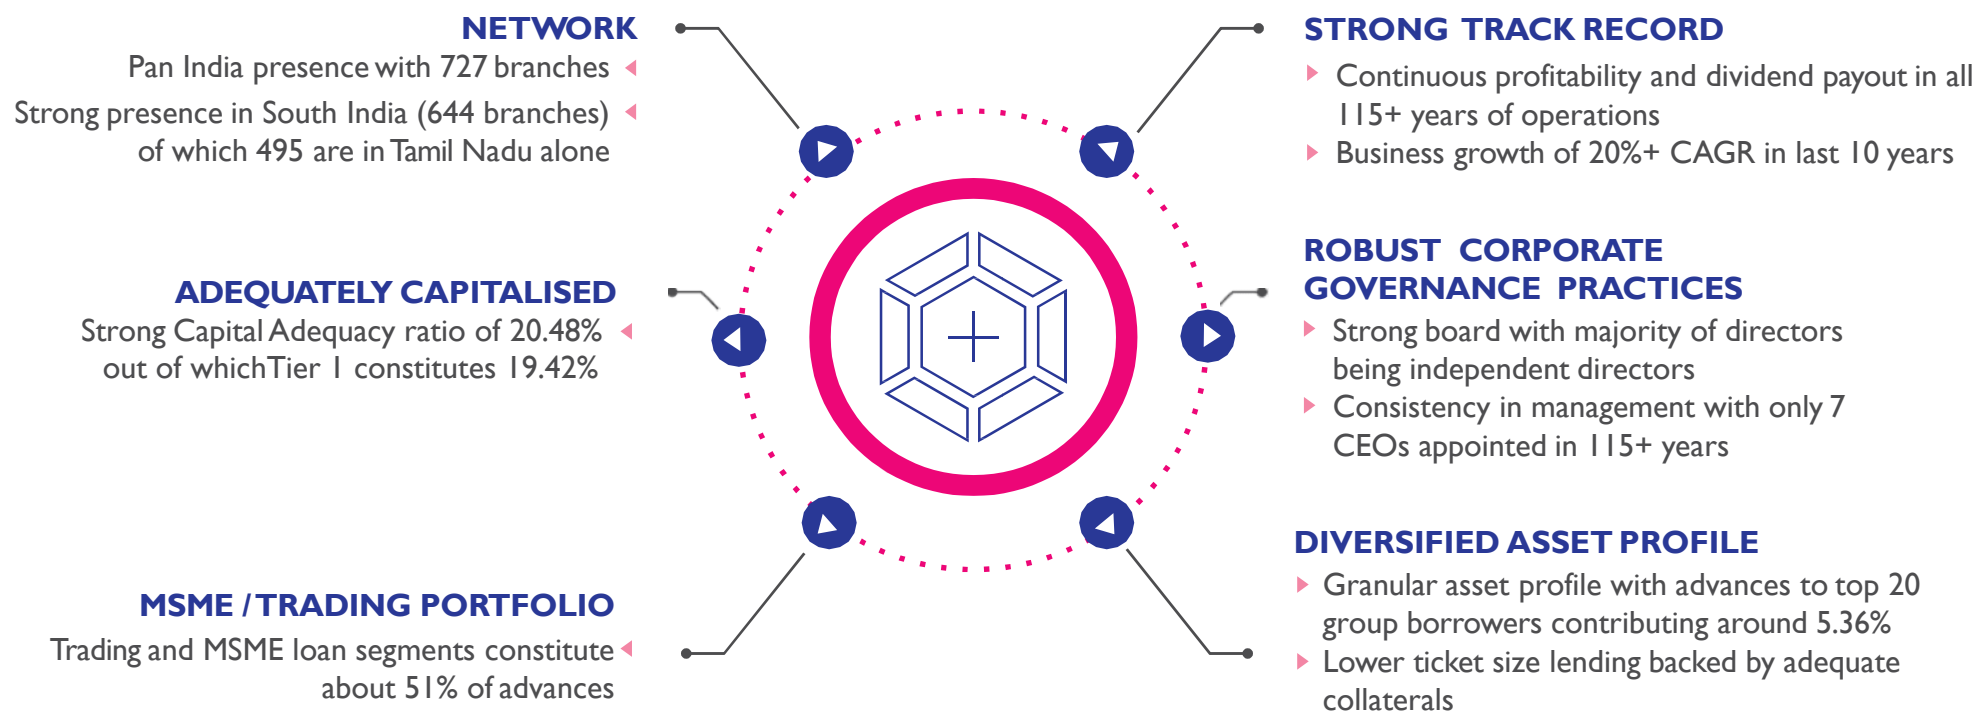 NETWORK
Pan India presence with 727 branches
Strong presence in South India (644 branches)
of which 495 are in Tamil Nadu alone
ADEQUATELY CAPITALISED
Strong Capital Adequacy ratio of 20.48%
out of which Tier 1 constitutes 19.42%
MSME / TRADING PORTFOLIO
Trading and MSME loan segments constitute
about 51% of advances
STRONG TRACK RECORD
Continuous profitability and dividend payout in all
115+ years of operations
Business growth of 20%+ CAGR in last 10 years
ROBUST CORPORATE
GOVERNANCE PRACTICES
Strong board with majority of directors
being independent directors
Consistency in management with only 7
CEOs appointed in 115+ years
DIVERSIFIED ASSET PROFILE
Granular asset profile with advances to top 20
group borrowers contributing around 5.36%
Lower ticket size lending backed by adequate
collaterals